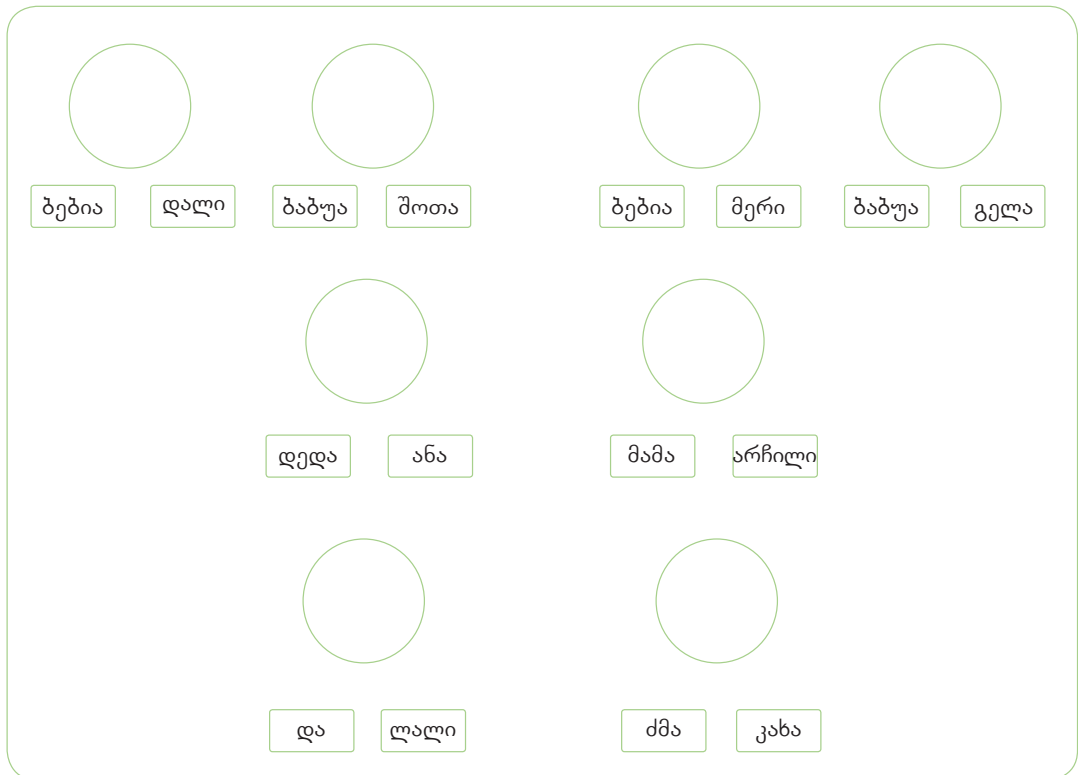 ბებია დალი ბაბუა შოთა ბებია მერი ბაბუა გელა
დედა ანა მამა არჩილი
და ლალი ძმა კახა